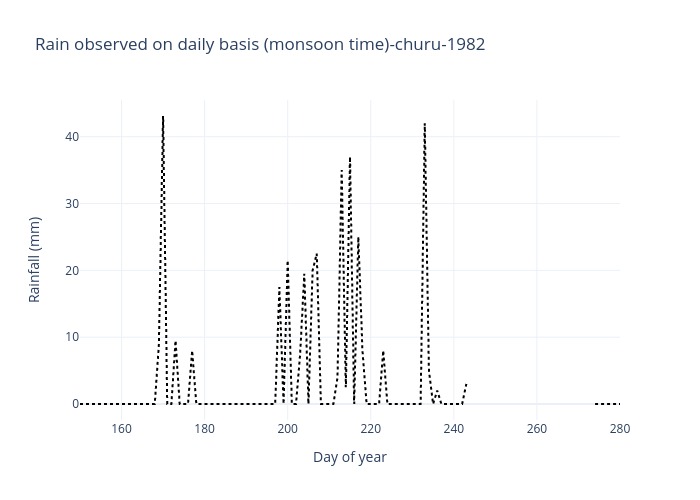 Rain observed on daily basis (monsoon time)-churu-1982
40
30
20
10
0
Rainfall (mm)
160 180 200 220 240 260 280
Day of year